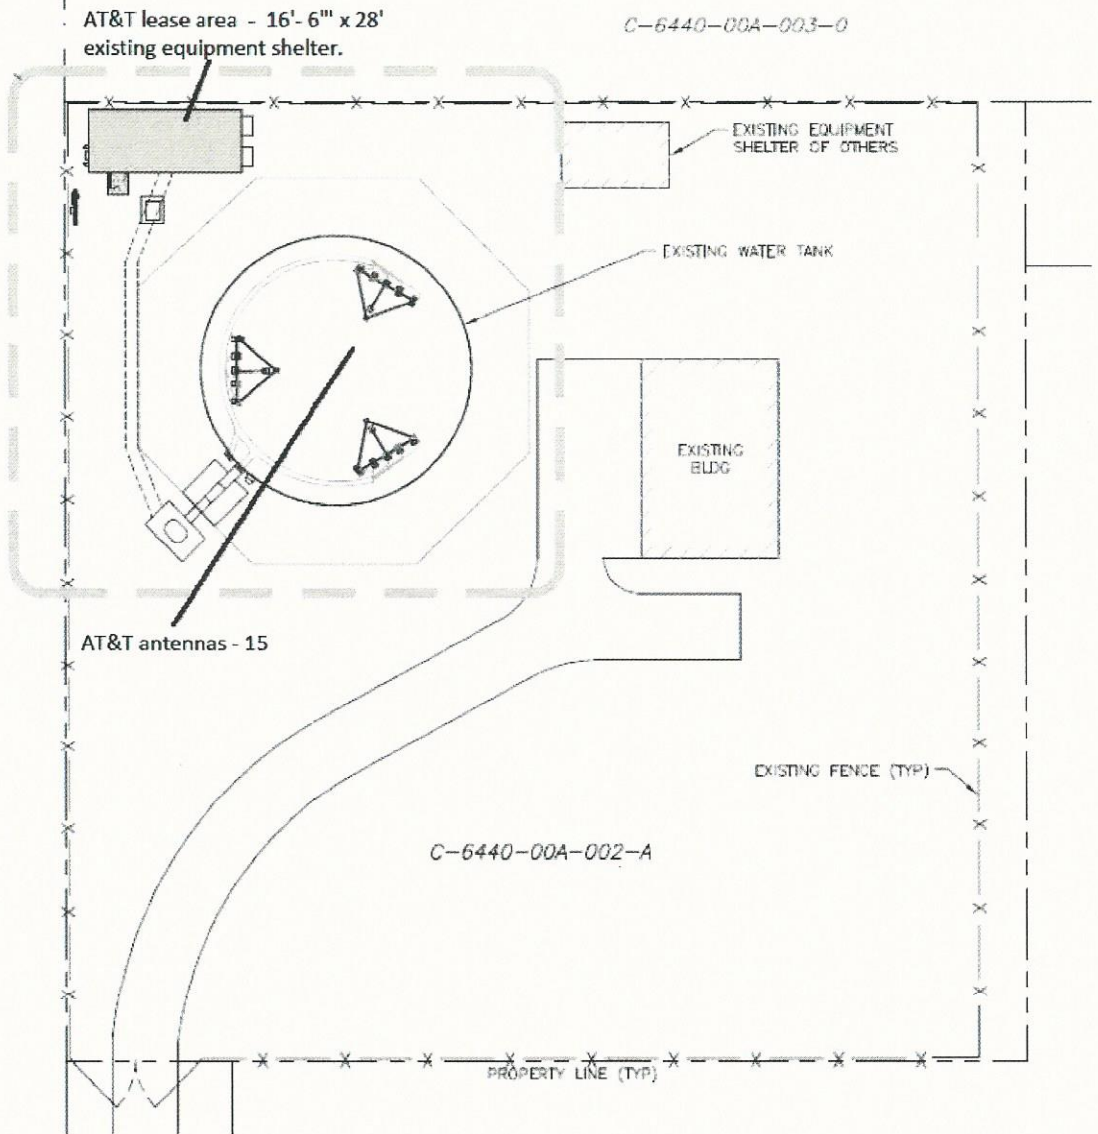 AT&T lease area - 16'- 6"' x 28'
existing equipment shelter.
C-6440-00A-003-0
EXISTING EQUIPMENT
SHELTER OF OTHERS
EXISTING WATER TANK
EXISTING
BLDG
AT&T antennas - 15
EXISTING FENCE (TYP)
C-6440-00A-002-A
PROPERTY LINE (TYP)